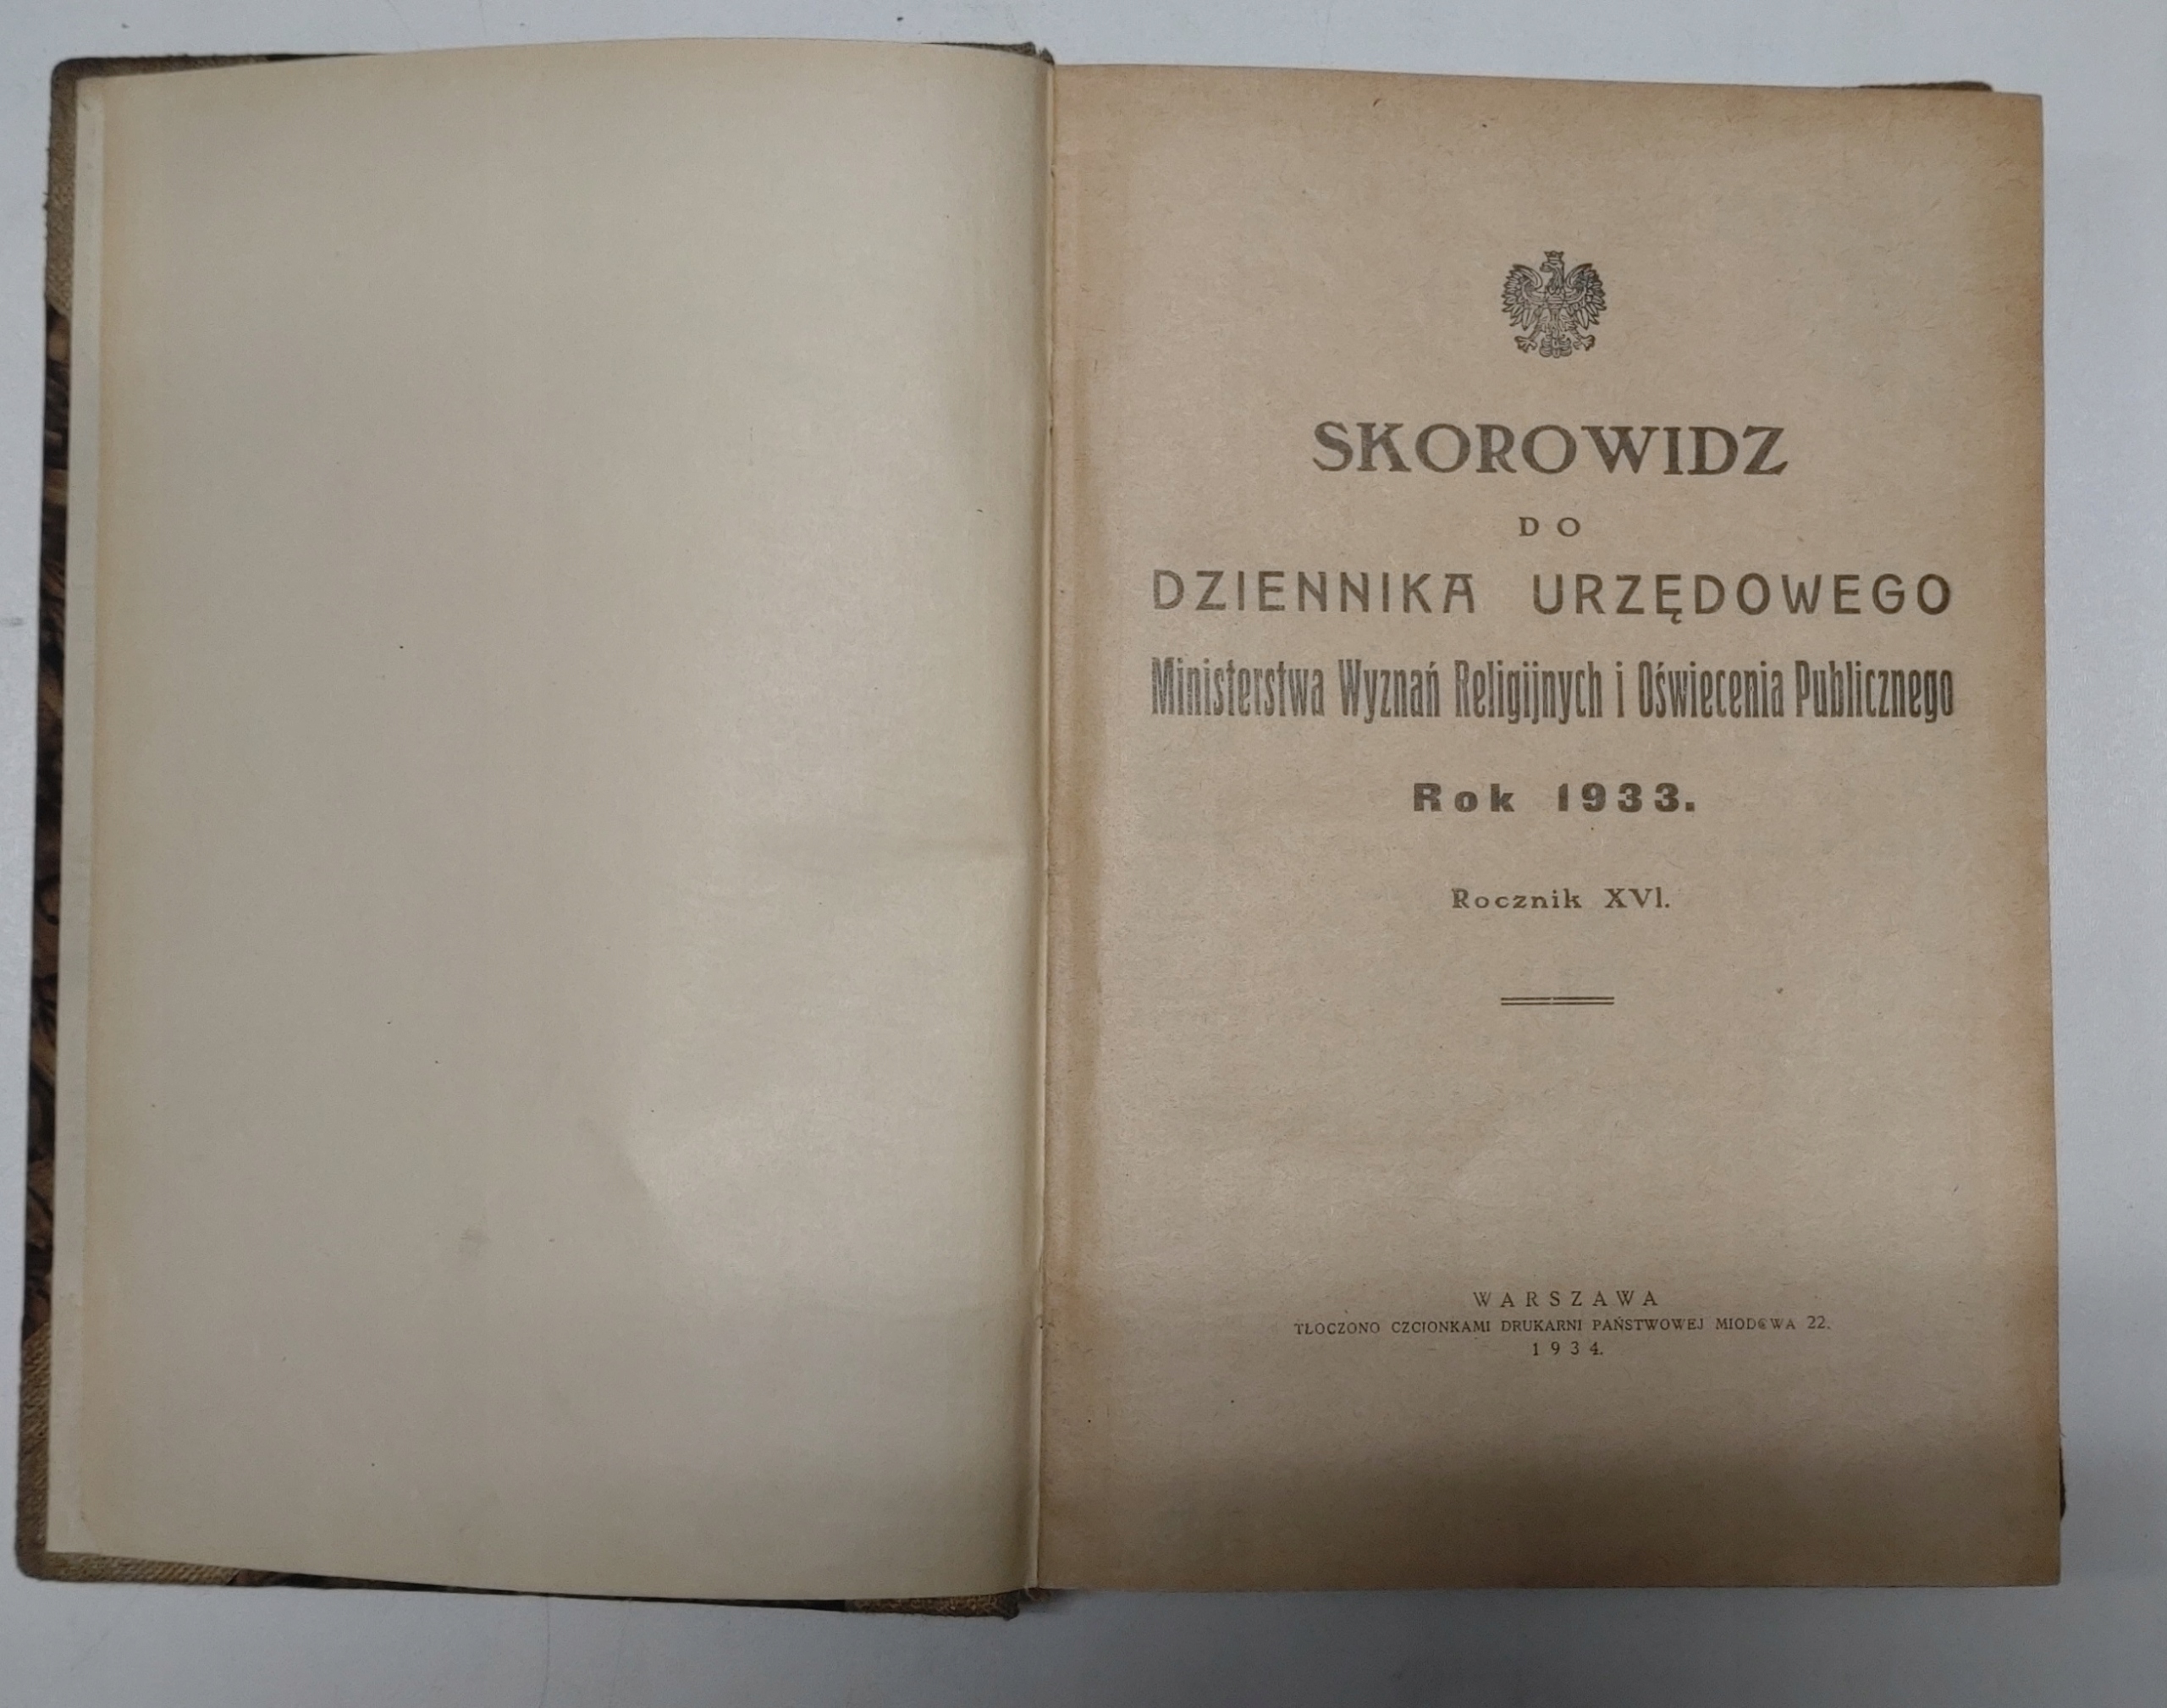 SKOROWIDZ
DO
DZIENNIKA URZĘDOWEGO
Ministerstwa Wyznań Religijnych i Oświecenia Publicznego
Rok 1933.
Rocznik XVI.
WARSZAWA
TŁOCZONO CZCIONKAMI DRUKARNI PAŃSTWOWEJ MIODOWA 22.
1934.